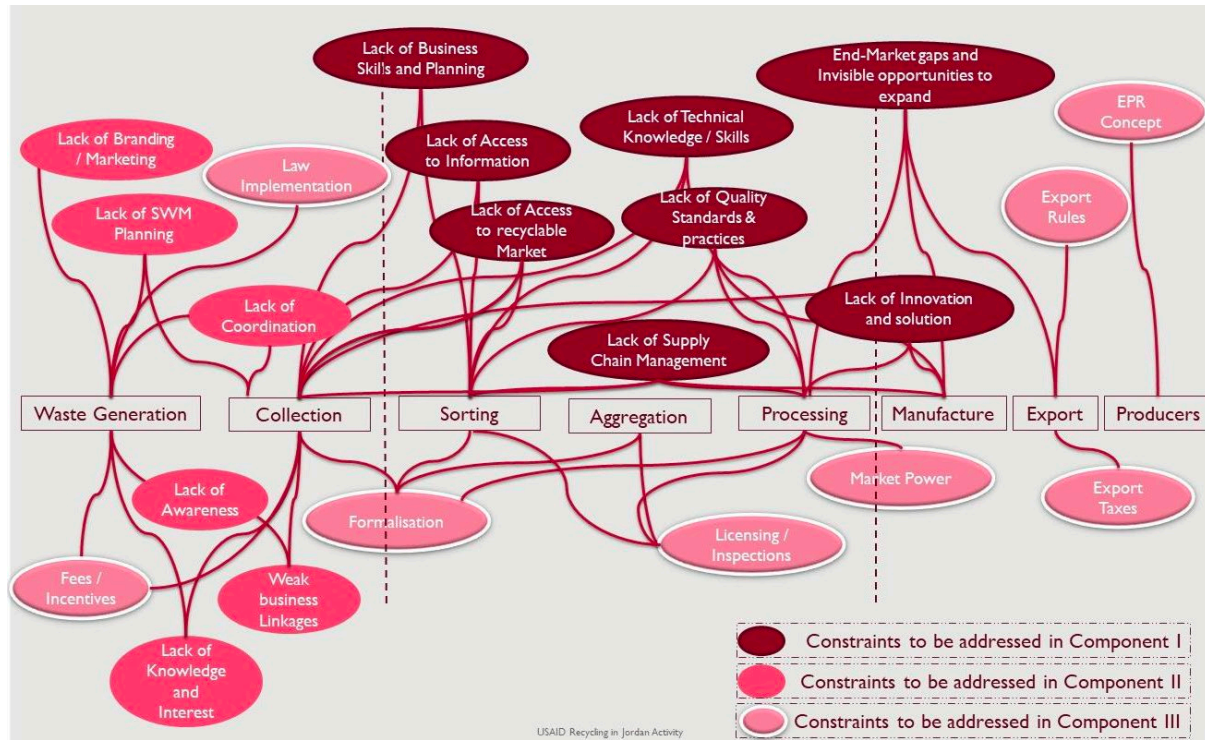 Lack of Business
Skills and Planning
End-Market gaps and
Invisible opportunities to
expand
EPR
Concept
Lack of Technical
Knowledge / Skills
Lack of Branding
/ Marketing
Lack of Access
to Information
Law
Implementation
Export
Rules
Lack of SWM
Planning
Lack of Access
to recyclable
Market
Lack of Quality
Standards &
practices
Lack of
Coordination
Lack of Innovation
and solution
Lack of Supply
Chain Management
Waste Generation
Collection
Sorting
Aggregation
Processing
Manufacture
Export
Producers
Lack of
Awareness
Formalisation
Market Power
Export
Taxes
Licensing /
Inspections
Fees /
Incentives
Weak
business
Linkages
Lack of
Knowledge
and
Interest
Constraints to be addressed in Component I
Constraints to be addressed in Component II
Constraints to be addressed in Component III
USAID Recycling in Jordan Activity